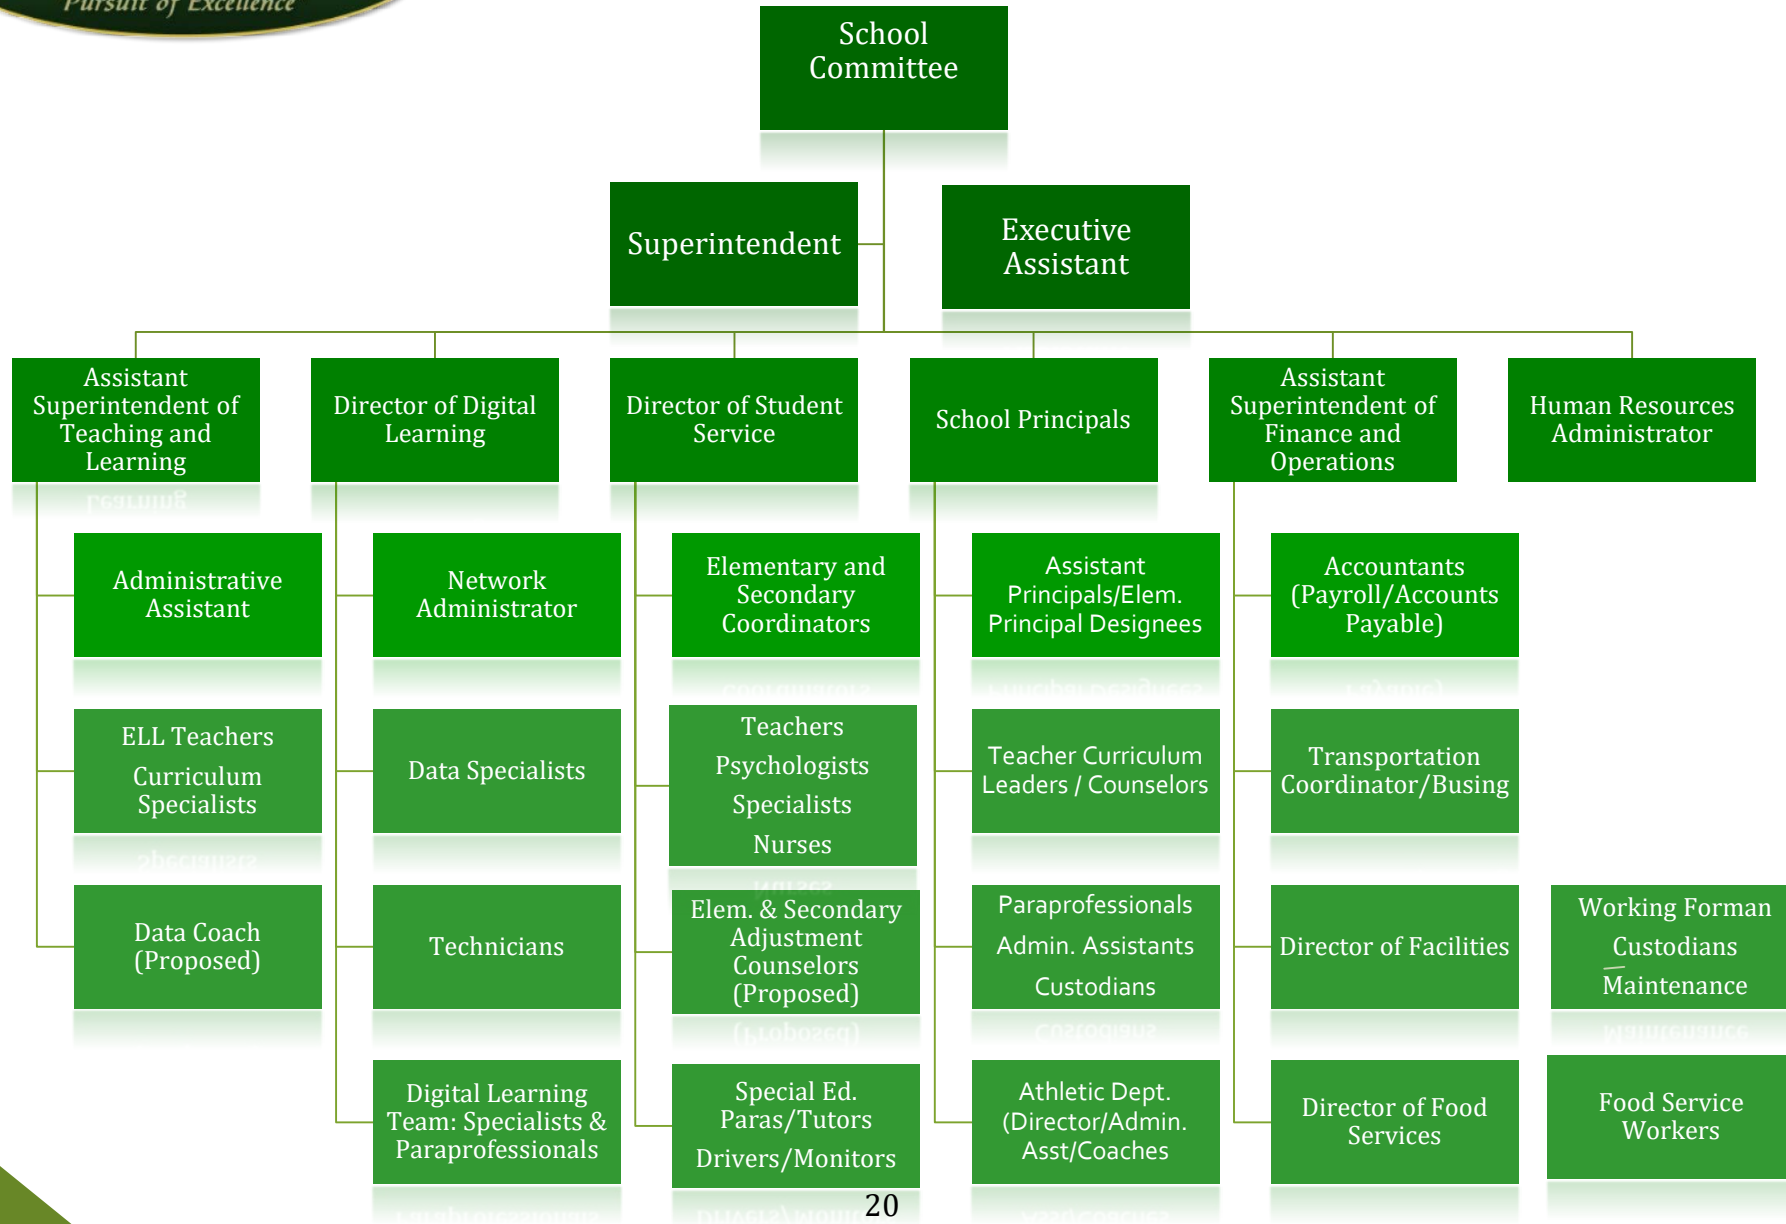 Pursuit of Excellence
School
Committee
Superintendent
Executive
Assistant
Assistant
Superintendent of
Teaching and
Learning
Director of Digital
Learning
Director of Student
Service
School Principals
Assistant
Superintendent of
Finance and
Operations
Human Resources
Administrator
Administrative
Assistant
Network
Administrator
Elementary and
Secondary
Coordinators
Assistant
Principals/Elem.
Principal Designees
Accountants
(Payroll/Accounts
Payable)
ELL Teachers
Curriculum
Specialists
Data Specialists
Teachers
Psychologists
Specialists
Nurses
Teacher Curriculum
Leaders / Counselors
Transportation
Coordinator/Busing
Data Coach
(Proposed)
Technicians
Elem. & Secondary
Adjustment
Counselors
(Proposed)
Paraprofessionals
Admin. Assistants
Custodians
Director of Facilities
Working Forman
Custodians
Maintenance
Digital Learning
Team: Specialists &
Paraprofessionals
Special Ed.
Paras/Tutors
Drivers/Monitors
Athletic Dept.
(Director/Admin.
Asst/Coaches
Director of Food
Services
Food Service
Workers
20